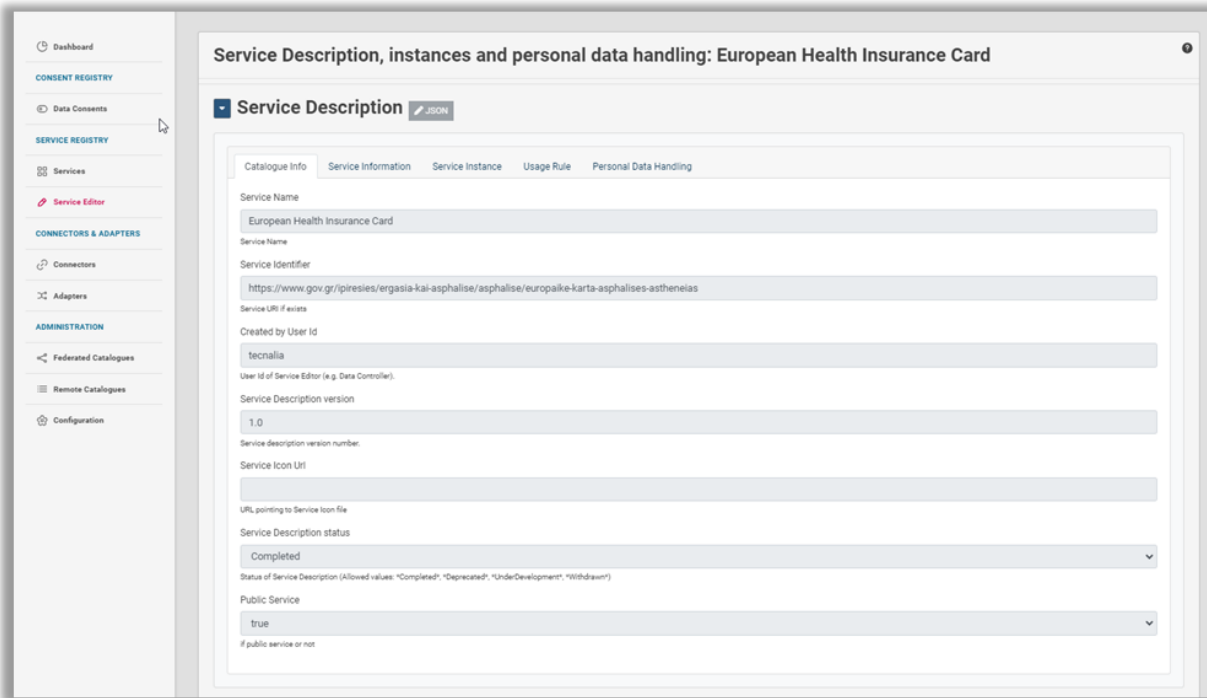 Dashboard
CONSENT REGISTRY
Data Consents
SERVICE REGISTRY
Services
Service Editor
CONNECTORS & ADAPTERS
Connectors
Adapters
ADMINISTRATION
Federated Catalogues
Remote Catalogues
Configuration
Service Description, instances and personal data handling: European Health Insurance Card
?
Service Description JSON
Catalogue Info Service Information Service Instance Usage Rule Personal Data Handling
Service Name
European Health Insurance Card
Service Name
Service Identifier
https://www.gov.gr/ipiresies/ergasia-kai-asphalise/asphalise/europaike-karta-asphalises-astheneias
Service URI if exists
Created by User Id
tecnalia
User Id of Service Editor (e.g. Data Controller).
Service Description version
1.0
Service description version number.
Service Icon Url
URL pointing to Service Icon file
Service Description status
Completed
Status of Service Description (Allowed values: *Completed*, *Deprecated*, *UnderDevelopment*, *Withdrawn*)
Public Service
true
if public service or not